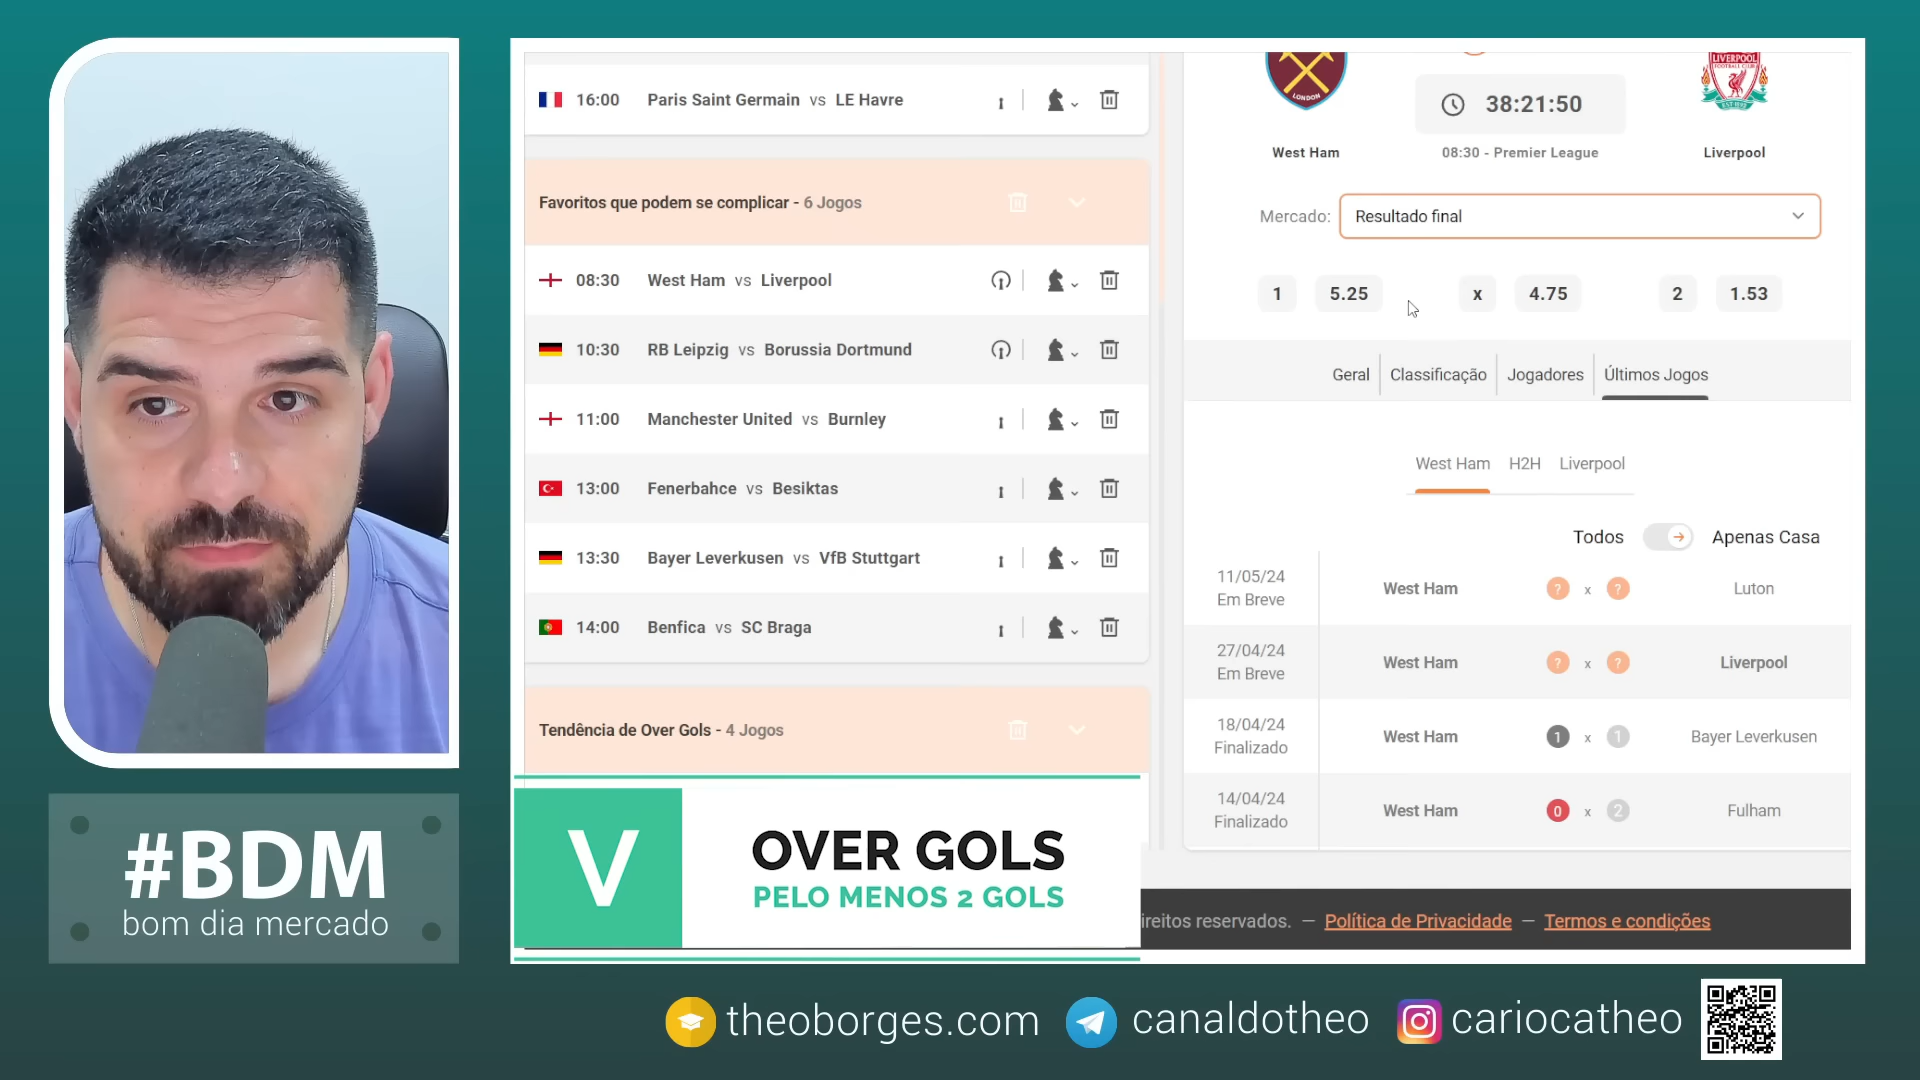 16:00 Paris Saint Germain vs LE Havre
Favoritos que podem se complicar - 6 Jogos
08:30 West Ham vs Liverpool
10:30 RB Leipzig vs Borussia Dortmund
11:00 Manchester United vs Burnley
13:00 Fenerbahce vs Besiktas
13:30 Bayer Leverkusen vs VfB Stuttgart
14:00 Benfica vs SC Braga
Tendência de Over Gols - 4 Jogos
V
OVER GOLS
PELO MENOS 2 GOLS
LONDON
LIVERPOOL
FOOTBALL CLUB
EST·1892
38:21:50
West Ham
08:30 - Premier League
Liverpool
Mercado: Resultado final
1 5.25 x 4.75 2 1.53
Geral Classificação Jogadores Últimos Jogos
West Ham H2H Liverpool
Todos Apenas Casa
11/05/24
Em Breve
West Ham ? x ? Luton
27/04/24
Em Breve
West Ham ? x ? Liverpool
18/04/24
Finalizado
West Ham 1 x 1 Bayer Leverkusen
14/04/24
Finalizado
West Ham 0 x 2 Fulham
ireitos reservados. — Política de Privacidade — Termos e condições
#BDM
bom dia mercado
theoborges.com canaldotheo cariocatheo